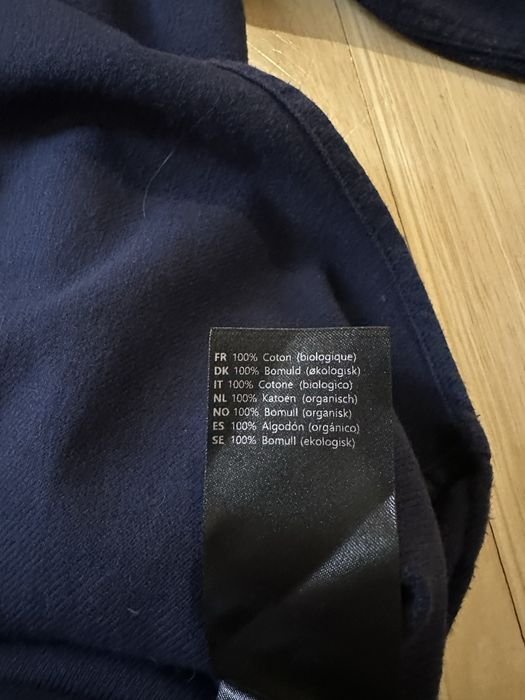 FR 100% Coton (biologique)
DK 100% Bomuld (økologisk)
IT 100% Cotone (biologico)
NL 100% Katoen (organisch)
NO 100% Bomull (organisk)
ES 100% Algodón (orgánico)
SE 100% Bomull (ekologisk)